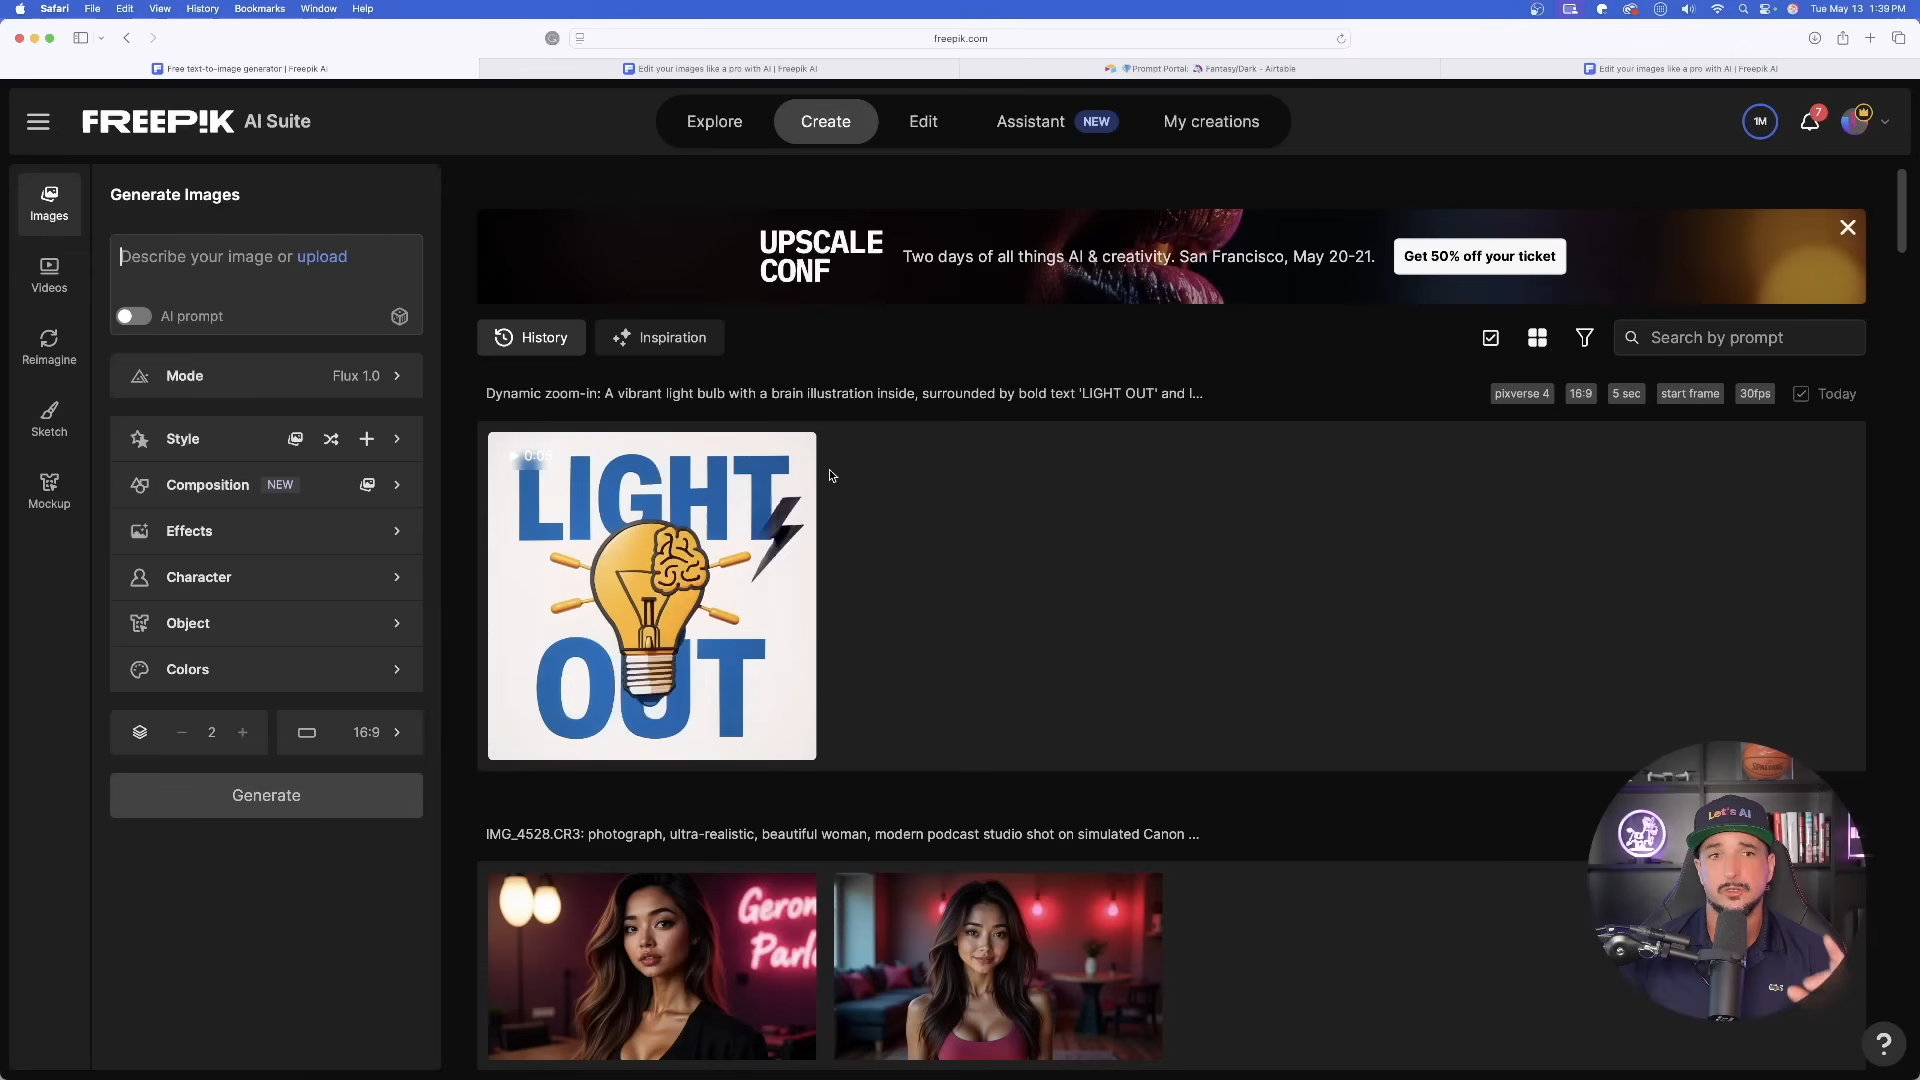 Safari File Edit View History Bookmarks Window Help Tue May 13 1:39 PM
freepik.com
Free text-to-image generator | Freepik AI Edit your images like a pro with AI | Freepik AI Prompt Portal: Fantasy/Dark - Airtable Edit your images like a pro with AI | Freepik AI
FREEP!K AI Suite Explore Create Edit Assistant NEW My creations 1M 7
Images
Videos
Reimagine
Sketch
Mockup
Generate Images
Describe your image or upload
AI prompt
Mode Flux 1.0
Style
Composition NEW
Effects
Character
Object
Colors
2 16:9
Generate
UPSCALE
CONF
Two days of all things AI & creativity. San Francisco, May 20-21. Get 50% off your ticket
History Inspiration Search by prompt
Dynamic zoom-in: A vibrant light bulb with a brain illustration inside, surrounded by bold text 'LIGHT OUT' and l... pixverse 4 16:9 5 sec start frame 30fps Today
LIGHT
OUT
IMG_4528.CR3: photograph, ultra-realistic, beautiful woman, modern podcast studio shot on simulated Canon ...
Geron
Parl
SPALDING
Let's AI
?